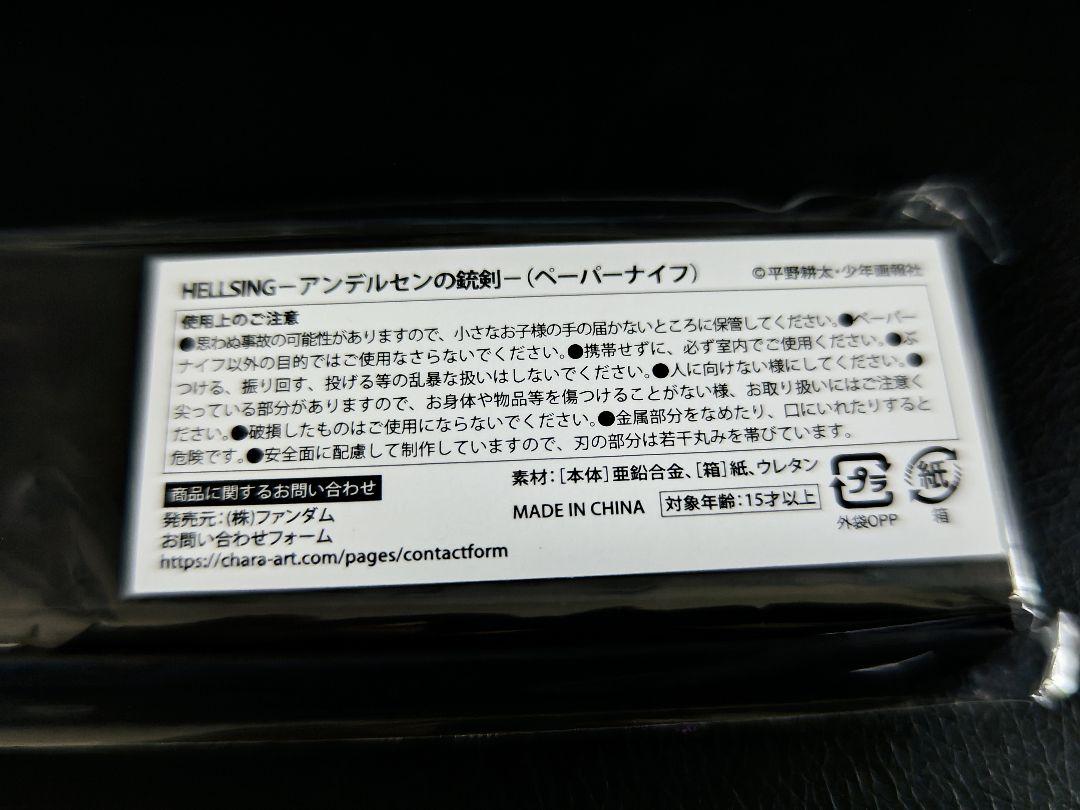 HELLSING－アンデルセンの銃剣－(ペーパーナイフ)
©平野耕太・少年画報社
使用上のご注意
●思わぬ事故の可能性がありますので、小さなお子様の手の届かないところに保管してください。●ペーパー
ナイフ以外の目的ではご使用なさらないでください。●携帯せずに、必ず室内でご使用ください。●ぶ
つける、振り回す、投げる等の乱暴な扱いはしないでください。●人に向けない様にしてください。●
尖っている部分がありますので、お身体や物品等を傷つけることがない様、お取り扱いにはご注意く
ださい。●破損したものはご使用にならないでください。●金属部分をなめたり、口にいれたりすると
危険です。●安全面に配慮して制作していますので、刃の部分は若干丸みを帯びています。
商品に関するお問い合わせ
発売元：(株)ファンダム
お問い合わせフォーム
https://chara-art.com/pages/contactform
素材：[本体]亜鉛合金、[箱]紙、ウレタン
MADE IN CHINA
対象年齢：15才以上
プラ
外袋OPP
紙
箱